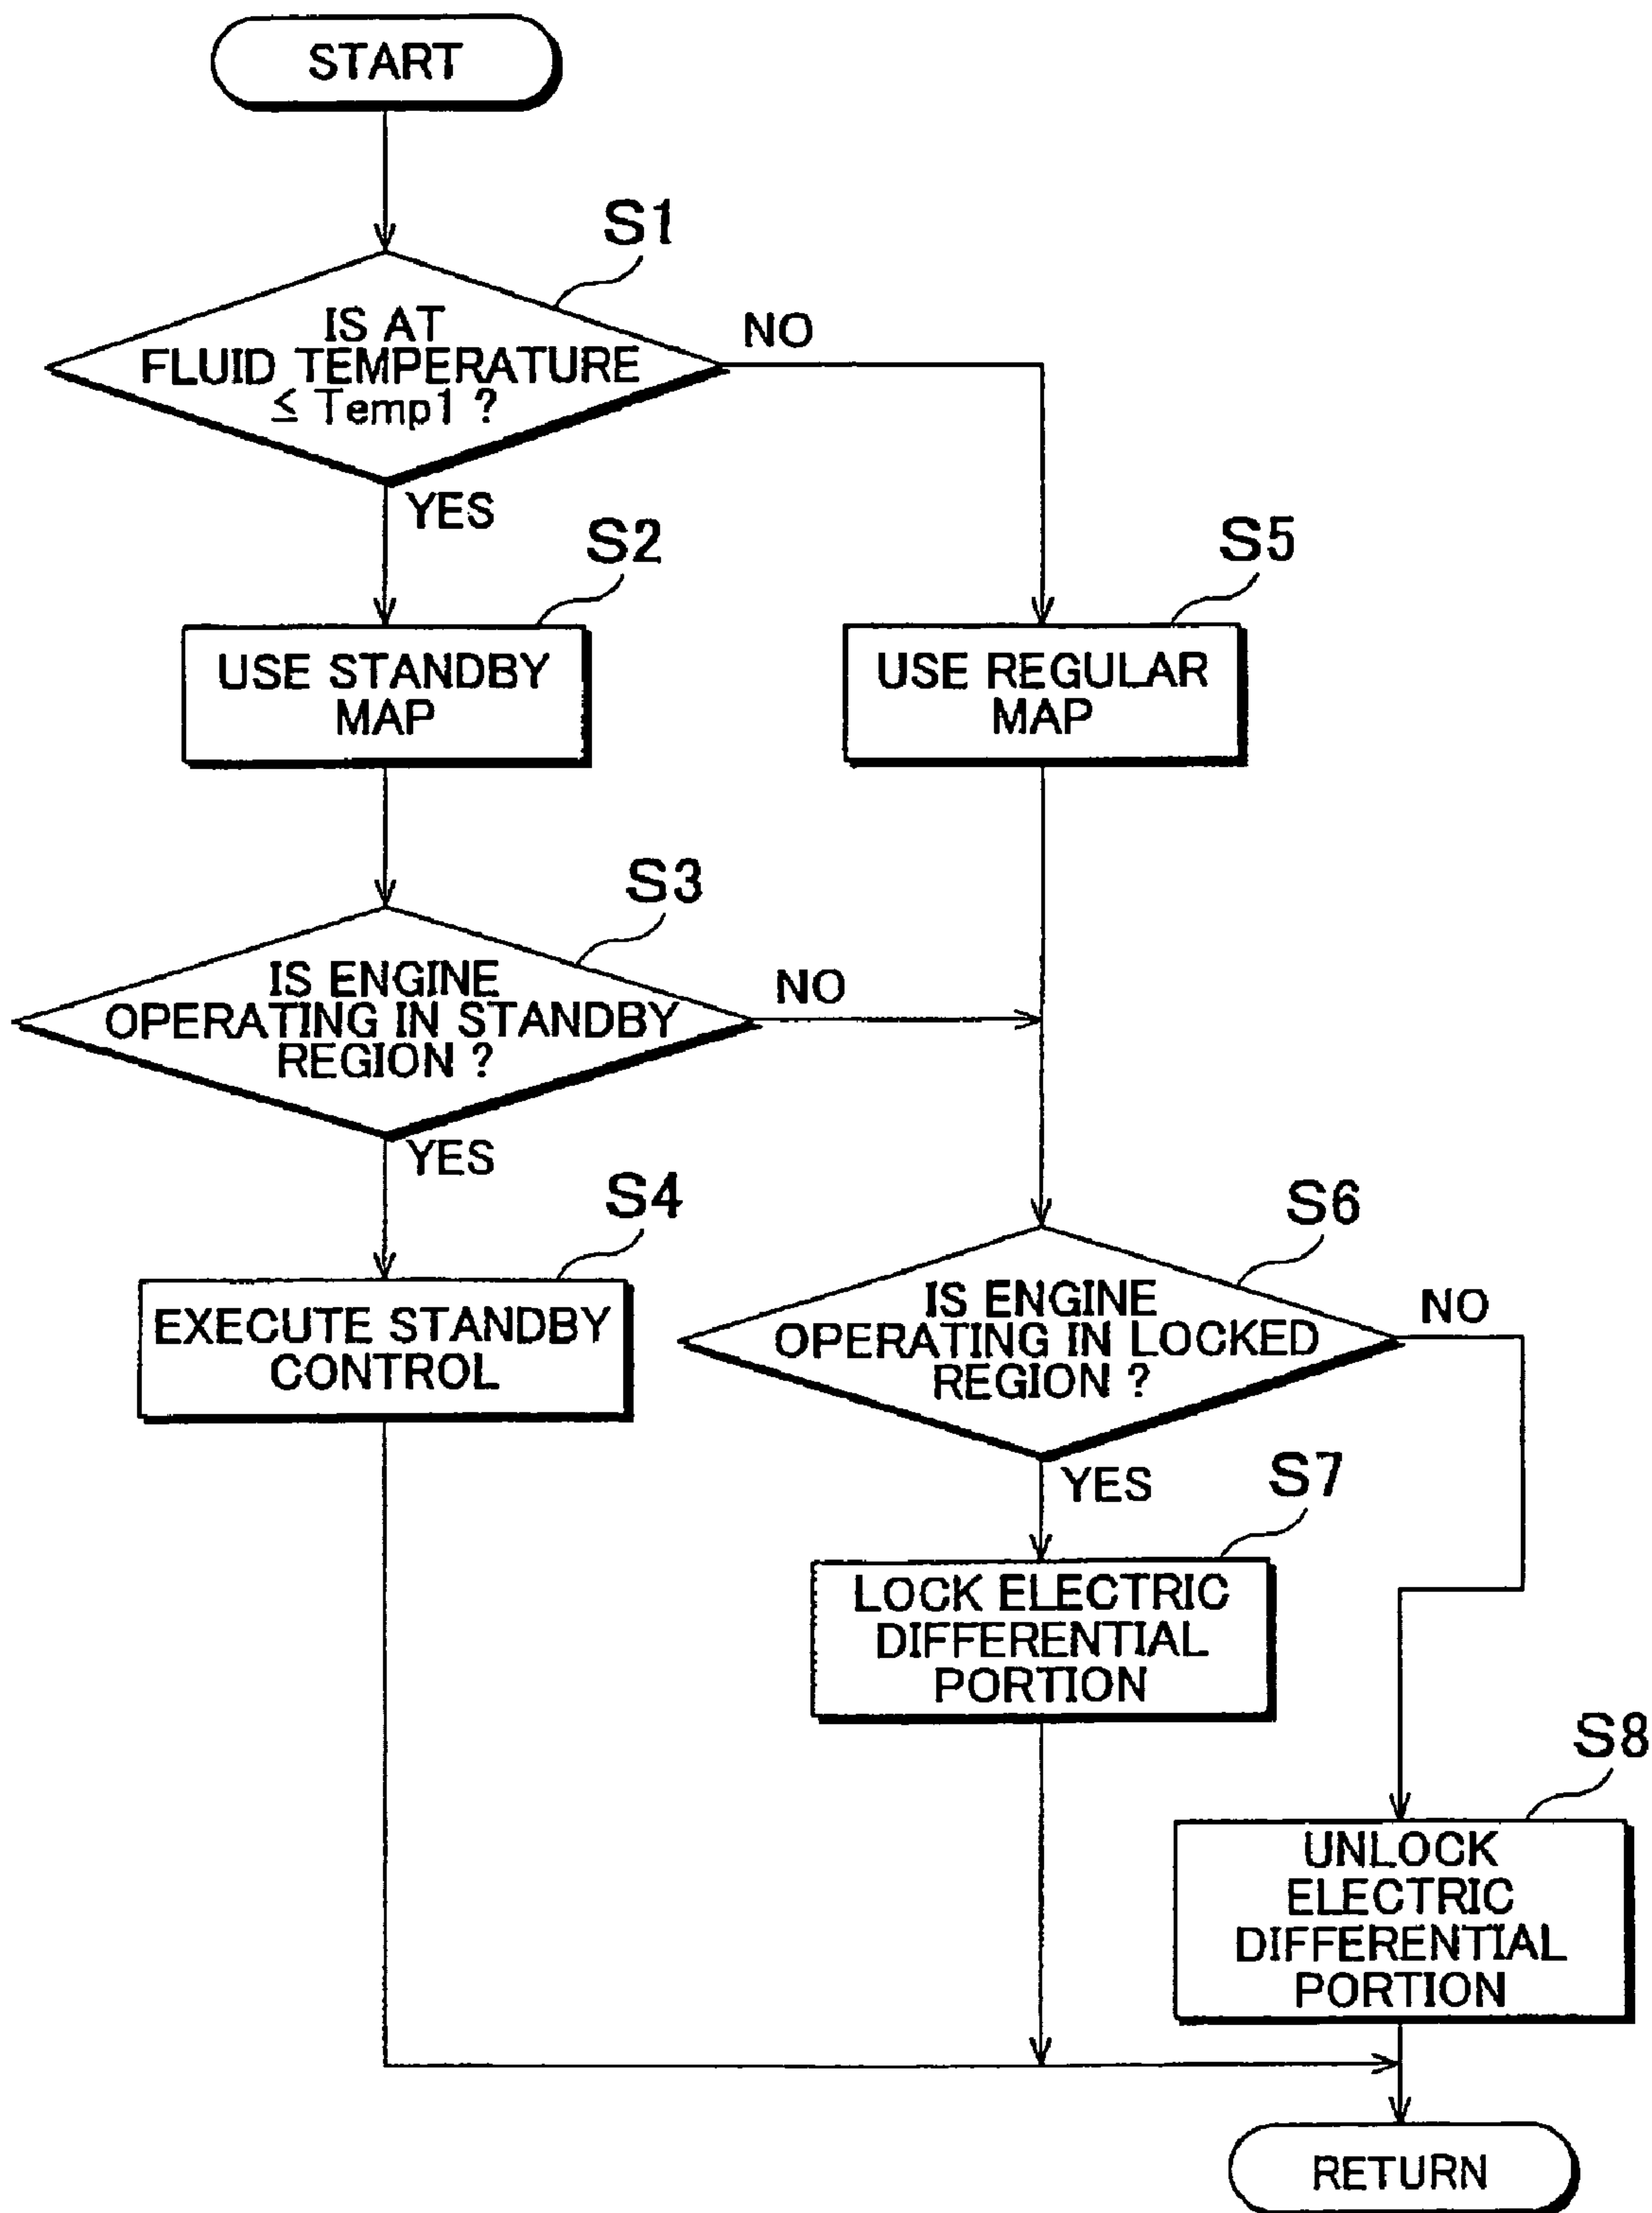 START
S1
IS AT
FLUID TEMPERATURE
≤ Temp1 ?
NO
YES
S2
USE STANDBY
MAP
S5
USE REGULAR
MAP
S3
IS ENGINE
OPERATING IN STANDBY
REGION ?
NO
YES
S4
EXECUTE STANDBY
CONTROL
S6
IS ENGINE
OPERATING IN LOCKED
REGION ?
NO
YES
S7
LOCK ELECTRIC
DIFFERENTIAL
PORTION
S8
UNLOCK
ELECTRIC
DIFFERENTIAL
PORTION
RETURN